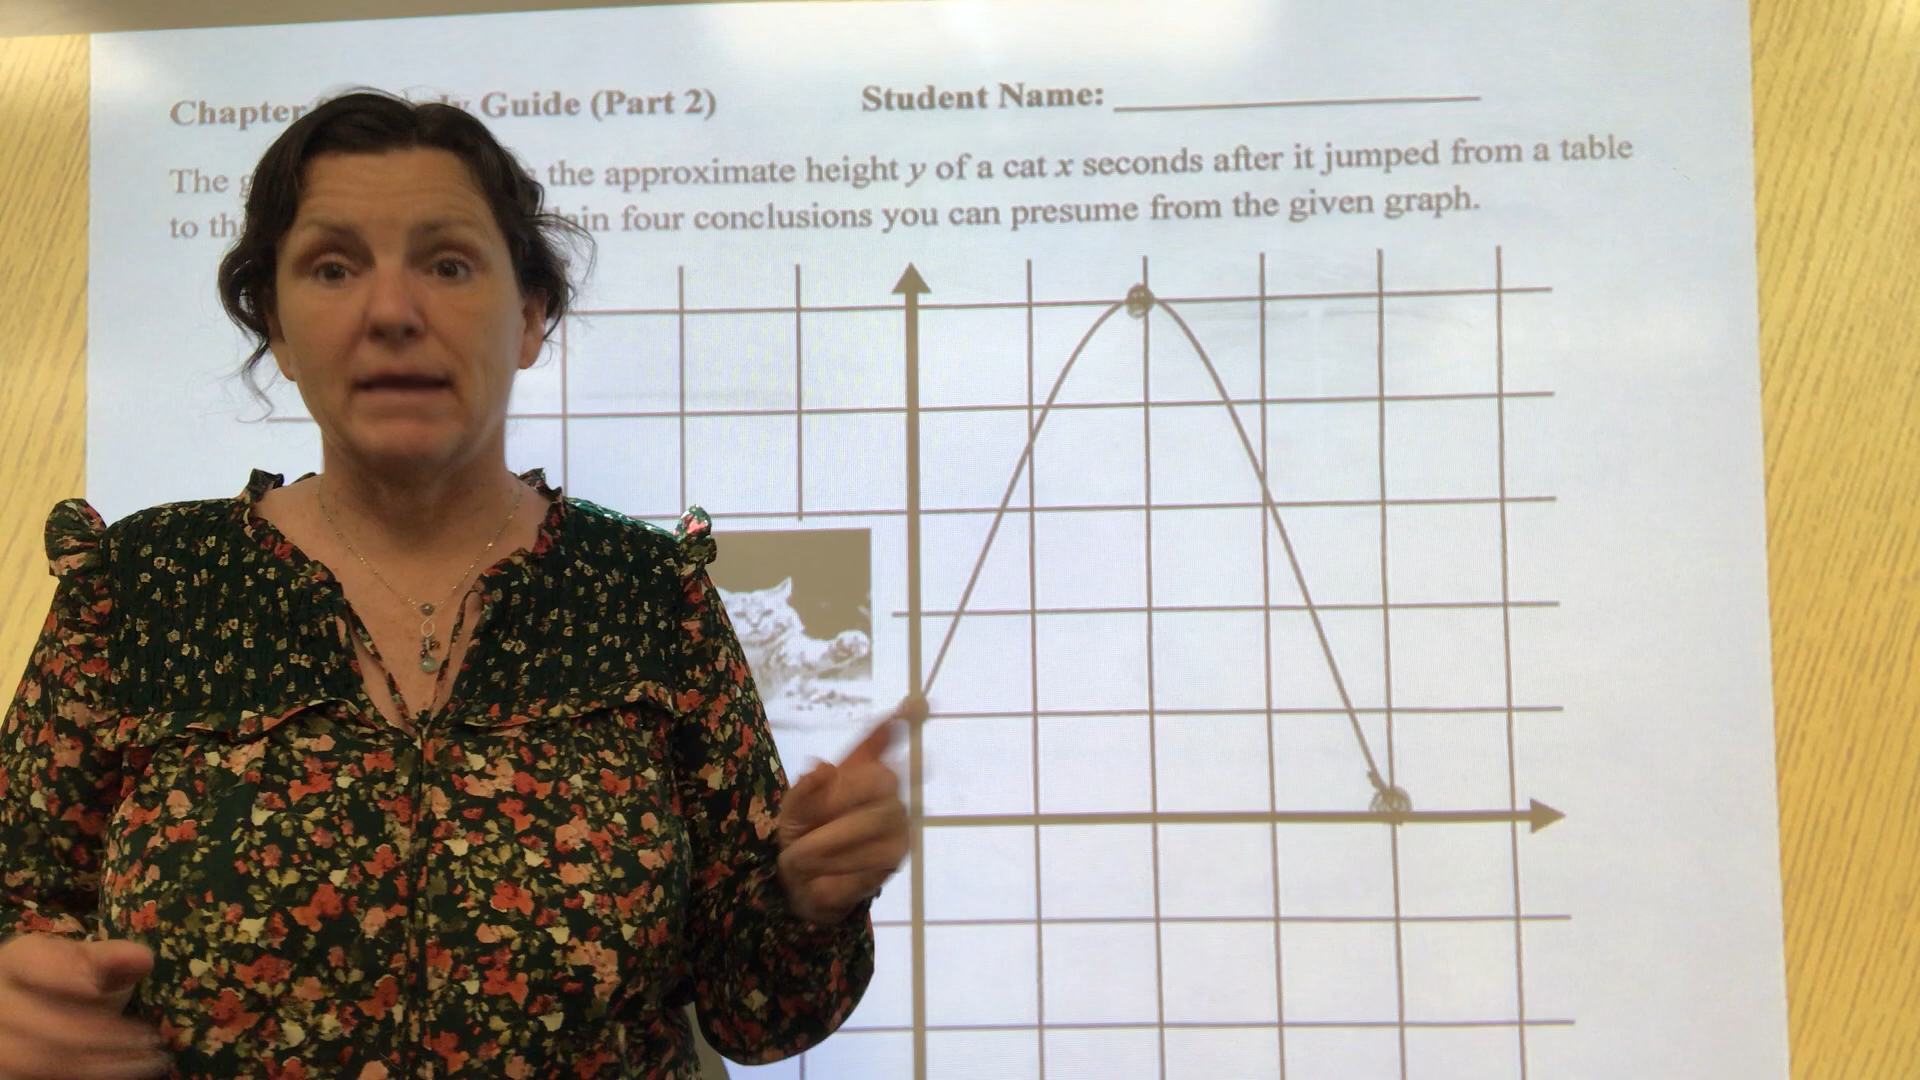 Chapter Guide (Part 2) Student Name:
The the approximate height y of a cat x seconds after it jumped from a table
to four conclusions you can presume from the given graph.